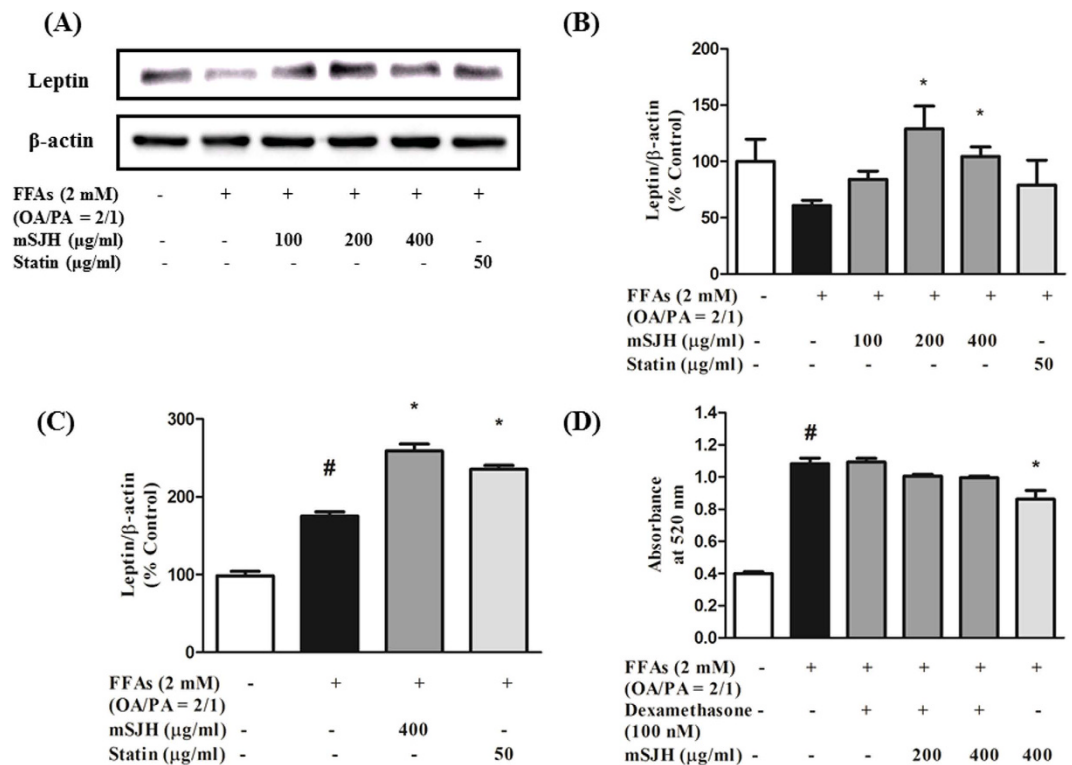 (A)
Leptin
β-actin
FFAs (2 mM) - + + + + +
(OA/PA = 2/1)
mSJH (µg/ml) - - 100 200 400 -
Statin (µg/ml) - - - - - 50
(B)
Leptin/β-actin
(% Control)
200
150
100
50
0
*
*
FFAs (2 mM) - + + + + +
(OA/PA = 2/1)
mSJH (µg/ml) - - 100 200 400 -
Statin (µg/ml) - - - - - 50
(C)
Leptin/β-actin
(% Control)
300
200
100
0
#
*
*
FFAs (2 mM) - + + +
(OA/PA = 2/1)
mSJH (µg/ml) - - 400 -
Statin (µg/ml) - - - 50
(D)
Absorbance
at 520 nm
1.4
1.2
1.0
0.8
0.6
0.4
0.2
0.0
#
*
FFAs (2 mM) - + + + + +
(OA/PA = 2/1)
Dexamethasone - - + + + -
(100 nM)
mSJH (µg/ml) - - - 200 400 400